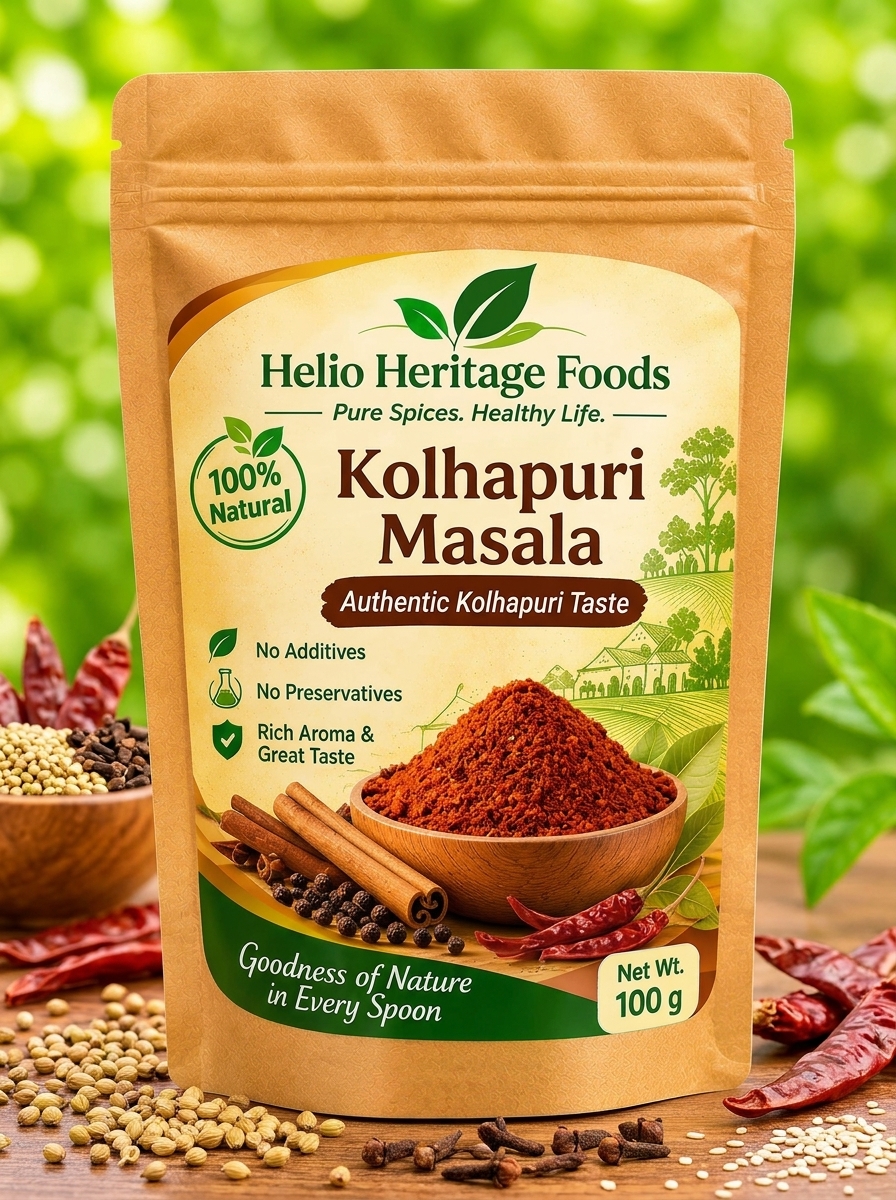 Helio Heritage Foods
Pure Spices. Healthy Life.
100%
Natural
Kolhapuri
Masala
Authentic Kolhapuri Taste
No Additives
No Preservatives
Rich Aroma &
Great Taste
Goodness of Nature
in Every Spoon
Net Wt.
100 g